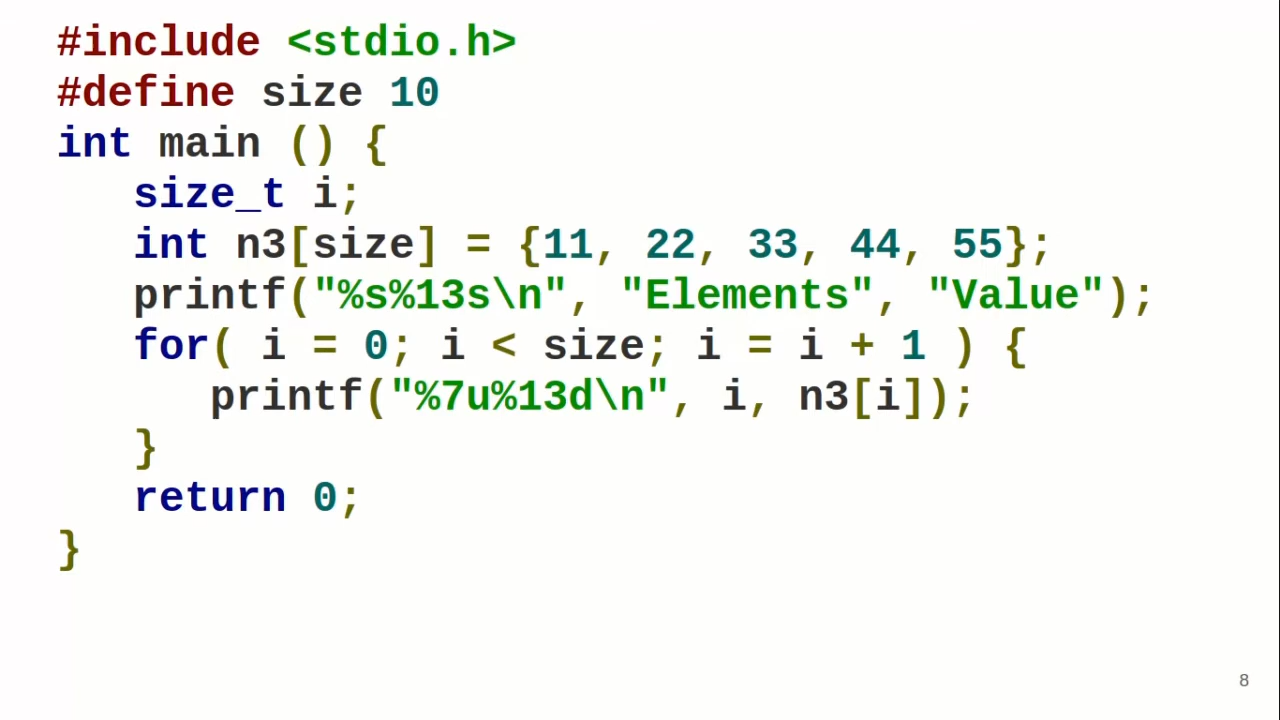 #include <stdio.h>
#define size 10
int main () {
   size_t i;
   int n3[size] = {11, 22, 33, 44, 55};
   printf("%s%13s\n", "Elements", "Value");
   for( i = 0; i < size; i = i + 1 ) {
      printf("%7u%13d\n", i, n3[i]);
   }
   return 0;
}
8